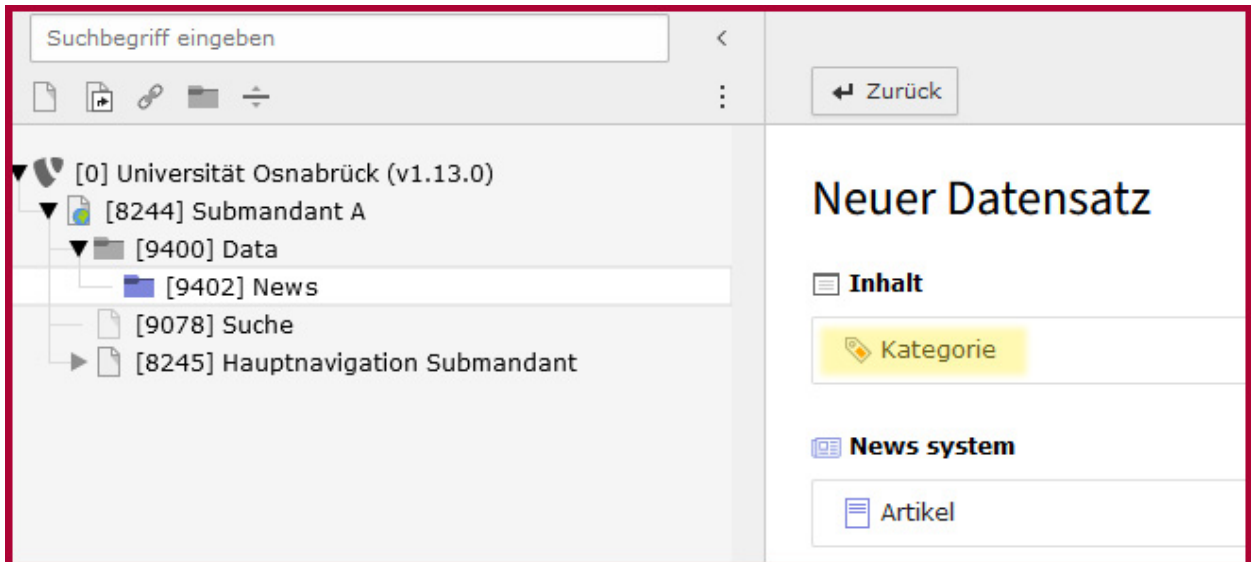 Suchbegriff eingeben
Zurück
[0] Universität Osnabrück (v1.13.0)
[8244] Submandant A
[9400] Data
[9402] News
[9078] Suche
[8245] Hauptnavigation Submandant
Neuer Datensatz
Inhalt
Kategorie
News system
Artikel